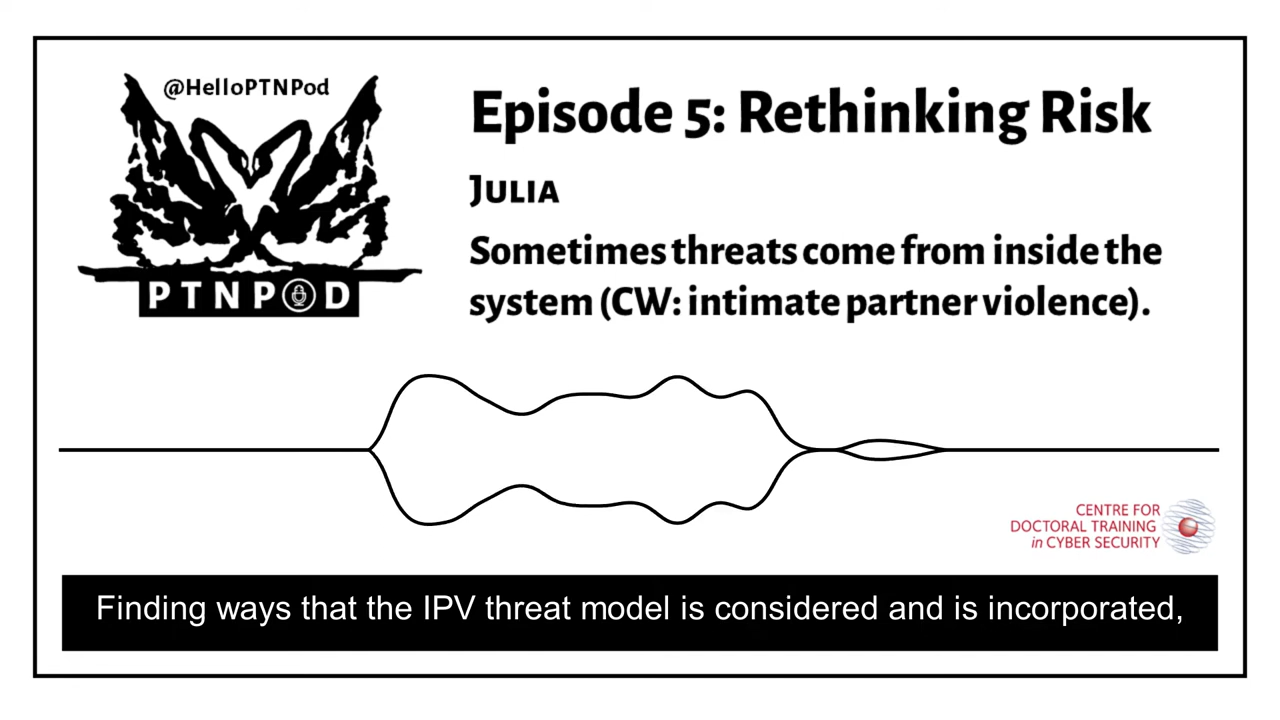 @HelloPTNPod
PTNPOD
Episode 5: Rethinking Risk
JULIA
Sometimes threats come from inside the
system (CW: intimate partner violence).
CENTRE FOR
DOCTORAL TRAINING
in CYBER SECURITY
Finding ways that the IPV threat model is considered and is incorporated,